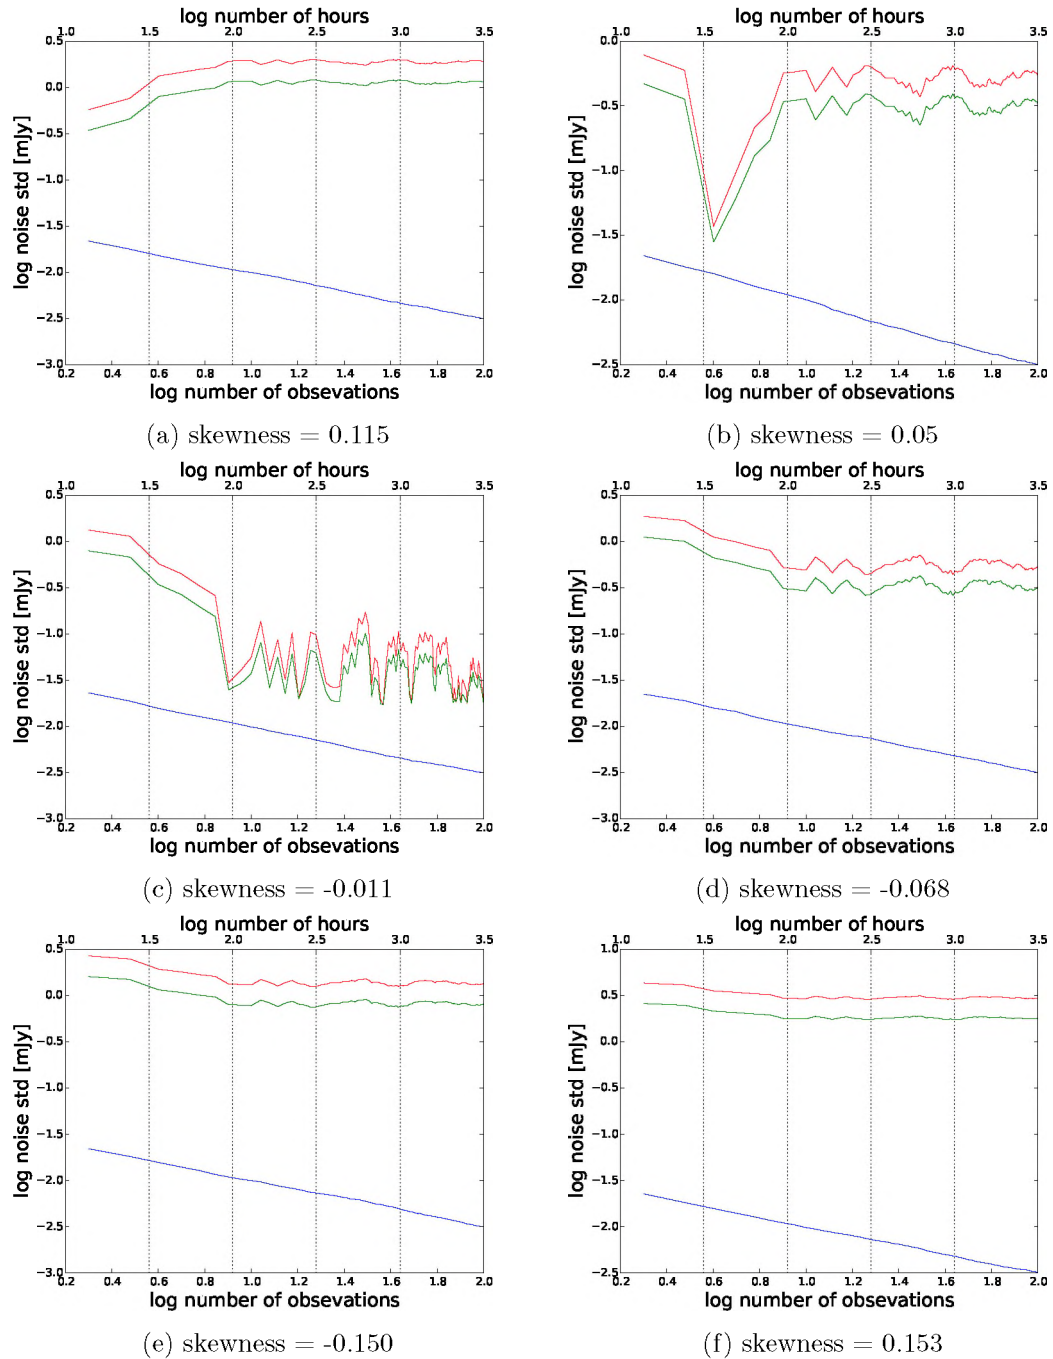 log number of hours
1.0 1.5 2.0 2.5 3.0 3.5
log noise std [mJy]
0.5
0.0
−0.5
−1.0
−1.5
−2.0
−2.5
−3.0
0.2 0.4 0.6 0.8 1.0 1.2 1.4 1.6 1.8 2.0
log number of obsevations
(a) skewness = 0.115
log number of hours
1.0 1.5 2.0 2.5 3.0 3.5
log noise std [mJy]
0.0
−0.5
−1.0
−1.5
−2.0
−2.5
0.2 0.4 0.6 0.8 1.0 1.2 1.4 1.6 1.8 2.0
log number of obsevations
(b) skewness = 0.05
log number of hours
1.0 1.5 2.0 2.5 3.0 3.5
log noise std [mJy]
0.5
0.0
−0.5
−1.0
−1.5
−2.0
−2.5
−3.0
0.2 0.4 0.6 0.8 1.0 1.2 1.4 1.6 1.8 2.0
log number of obsevations
(c) skewness = -0.011
log number of hours
1.0 1.5 2.0 2.5 3.0 3.5
log noise std [mJy]
0.5
0.0
−0.5
−1.0
−1.5
−2.0
−2.5
−3.0
0.2 0.4 0.6 0.8 1.0 1.2 1.4 1.6 1.8 2.0
log number of obsevations
(d) skewness = -0.068
log number of hours
1.0 1.5 2.0 2.5 3.0 3.5
log noise std [mJy]
0.5
0.0
−0.5
−1.0
−1.5
−2.0
−2.5
−3.0
0.2 0.4 0.6 0.8 1.0 1.2 1.4 1.6 1.8 2.0
log number of obsevations
(e) skewness = -0.150
log number of hours
1.0 1.5 2.0 2.5 3.0 3.5
log noise std [mJy]
1.0
0.5
0.0
−0.5
−1.0
−1.5
−2.0
−2.5
0.2 0.4 0.6 0.8 1.0 1.2 1.4 1.6 1.8 2.0
log number of obsevations
(f) skewness = 0.153